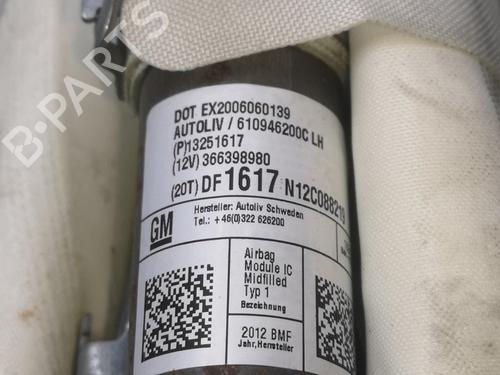 B-PARTS
DOT EX2006060139
AUTOLIV / 610946200C LH
(P)13251617
(12V) 366398980
(20T) DF 1617 N12C088219
GM
Hersteller: Autoliv Schweden
Tel.: +46(0)322 626200
Airbag
Module IC
Midfilled
Typ 1
Bezeichnung
2012 BMF
Jahr, Hersteller